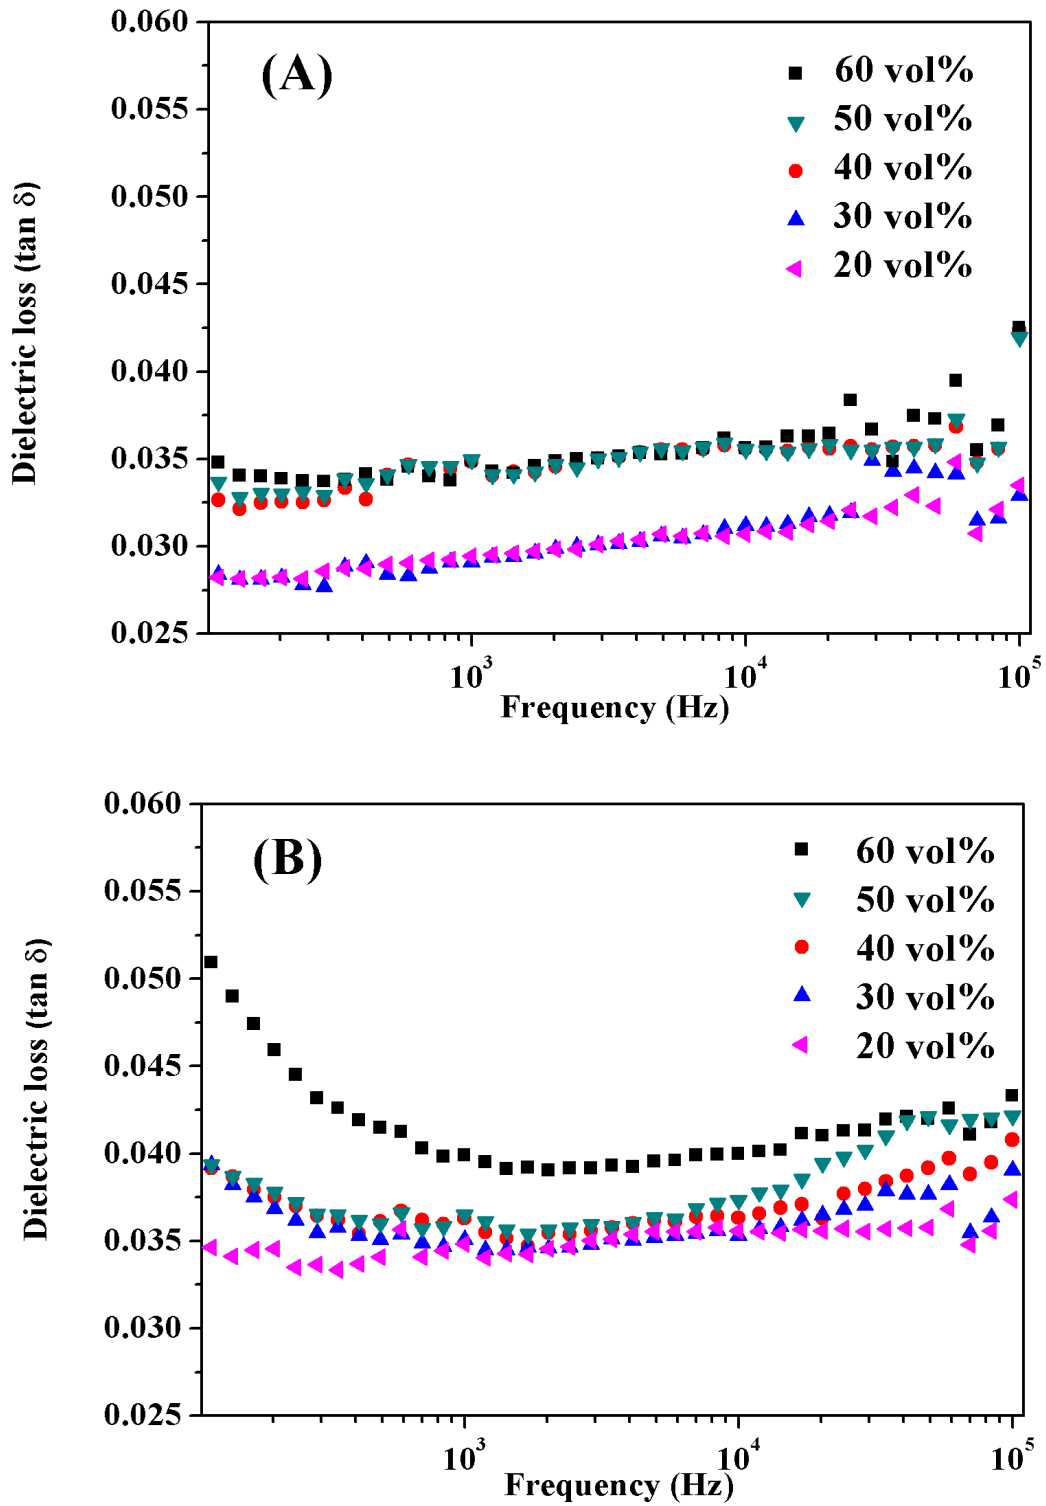 (A)
60 vol%
50 vol%
40 vol%
30 vol%
20 vol%
0.060
0.055
0.050
0.045
0.040
0.035
0.030
0.025
Dielectric loss (tan δ)
10³ 10⁴ 10⁵
Frequency (Hz)
(B)
60 vol%
50 vol%
40 vol%
30 vol%
20 vol%
0.060
0.055
0.050
0.045
0.040
0.035
0.030
0.025
Dielectric loss (tan δ)
10³ 10⁴ 10⁵
Frequency (Hz)